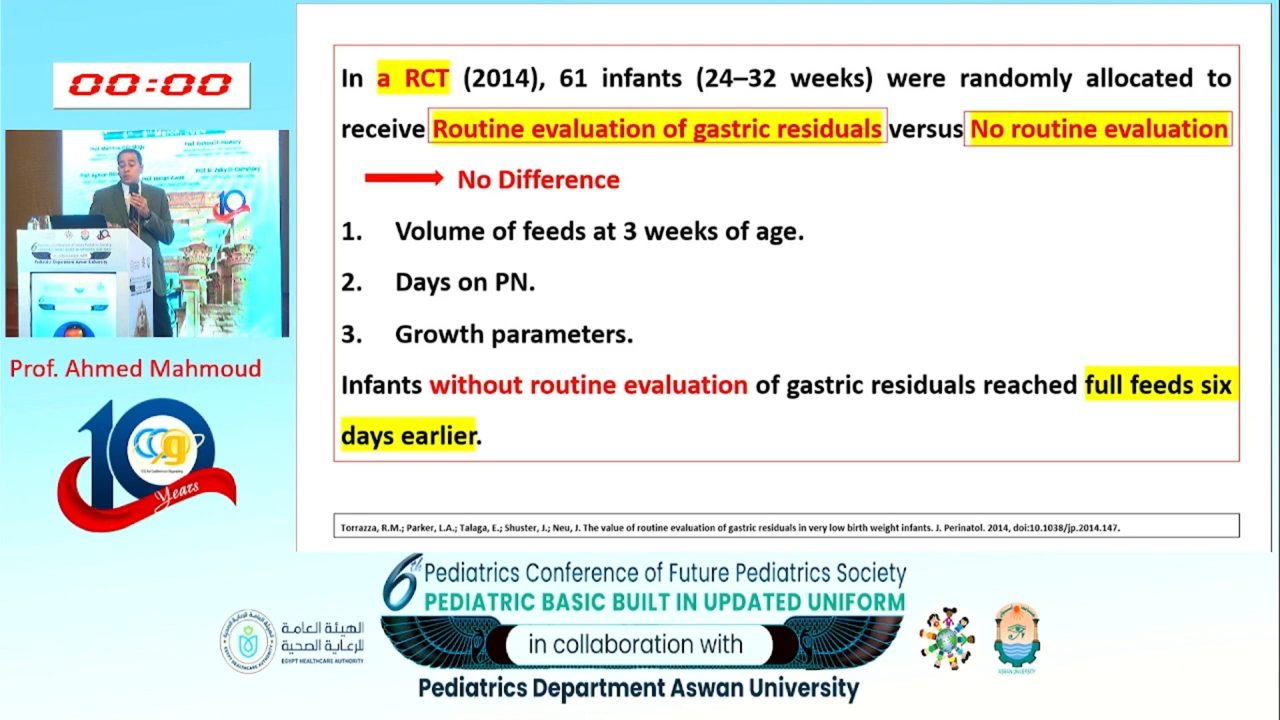 00:00
Prof. Ahmed Mahmoud
10
Years
In a RCT (2014), 61 infants (24–32 weeks) were randomly allocated to
receive Routine evaluation of gastric residuals versus No routine evaluation
No Difference
1. Volume of feeds at 3 weeks of age.
2. Days on PN.
3. Growth parameters.
Infants without routine evaluation of gastric residuals reached full feeds six
days earlier.
Torrazza, R.M.; Parker, L.A.; Talaga, E.; Shuster, J.; Neu, J. The value of routine evaluation of gastric residuals in very low birth weight infants. J. Perinatol. 2014, doi:10.1038/jp.2014.147.
6th Pediatrics Conference of Future Pediatrics Society
PEDIATRIC BASIC BUILT IN UPDATED UNIFORM
in collaboration with
Pediatrics Department Aswan University
الهيئة العامة
للرعاية الصحية
EGYPT HEALTHCARE AUTHORITY
ASWAN UNIVERSITY